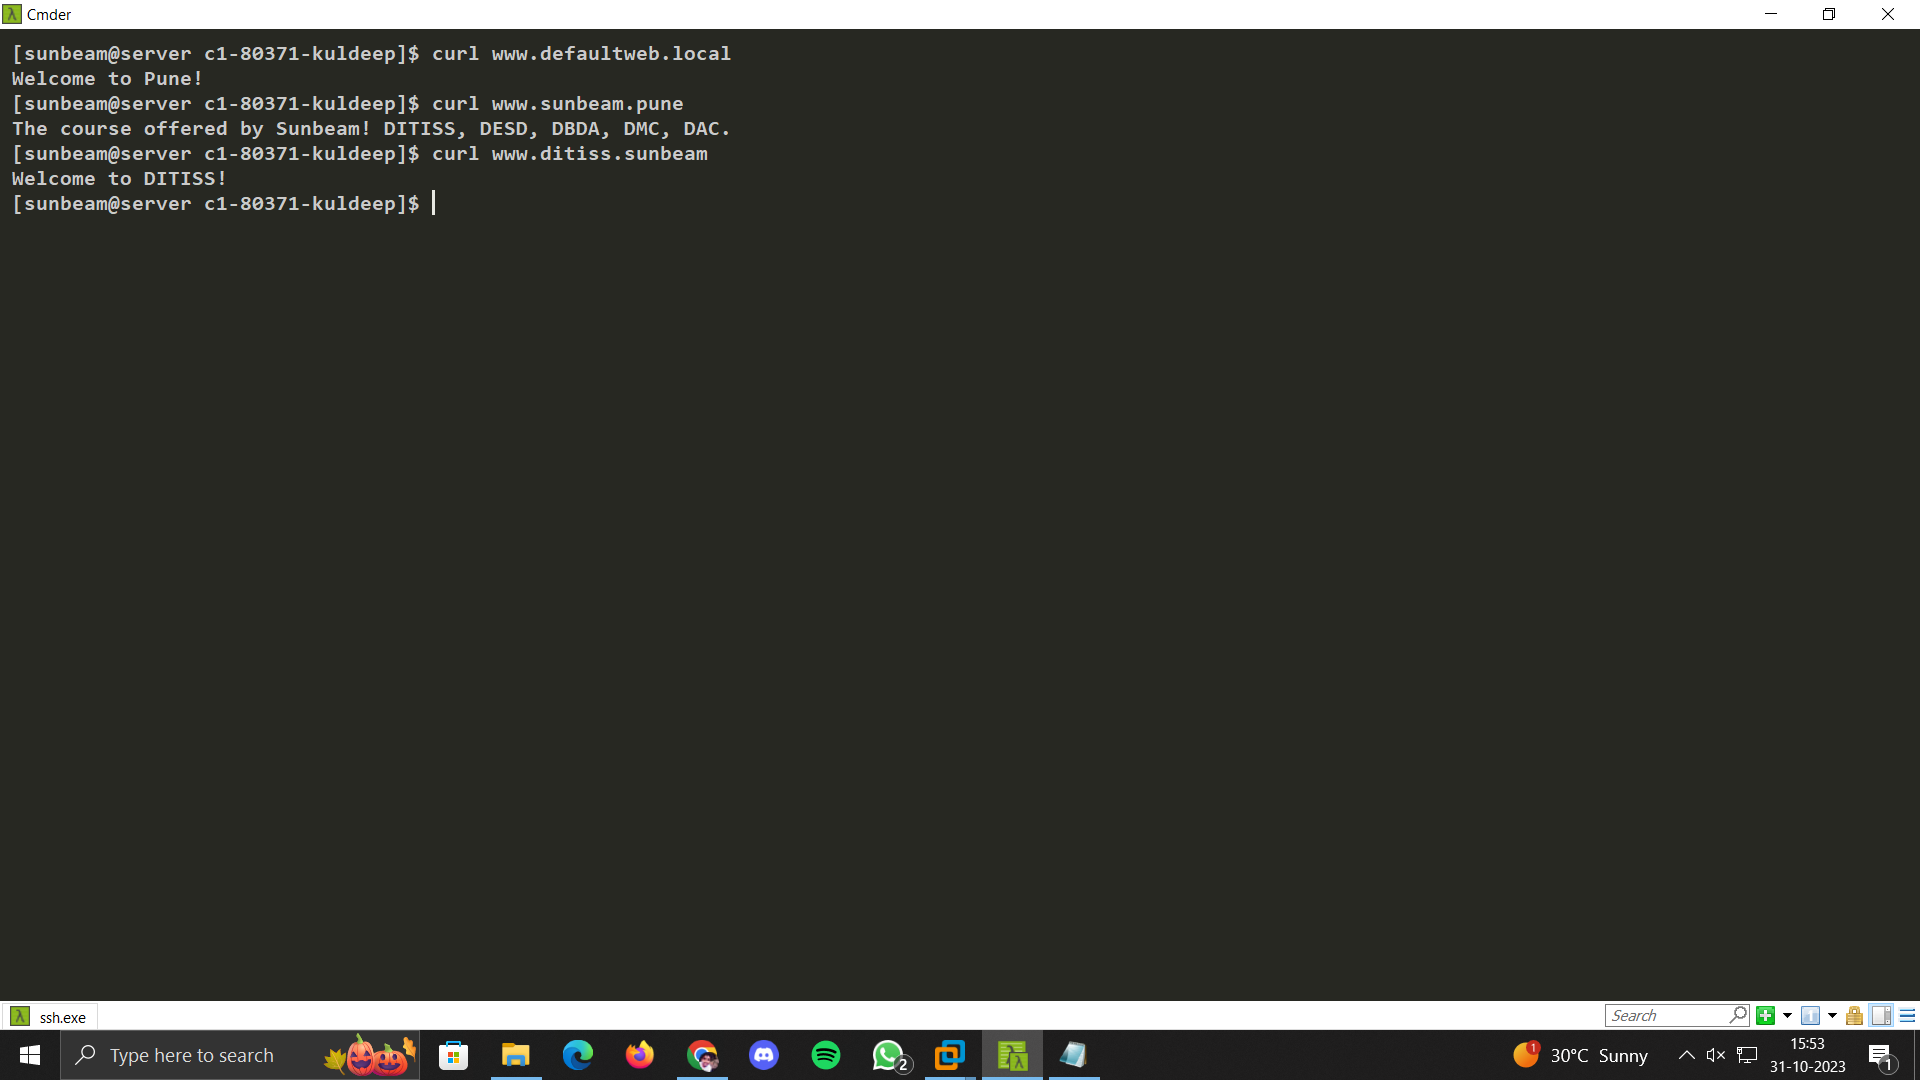 Cmder
[sunbeam@server c1-80371-kuldeep]$ curl www.defaultweb.local
Welcome to Pune!
[sunbeam@server c1-80371-kuldeep]$ curl www.sunbeam.pune
The course offered by Sunbeam! DITISS, DESD, DBDA, DMC, DAC.
[sunbeam@server c1-80371-kuldeep]$ curl www.ditiss.sunbeam
Welcome to DITISS!
[sunbeam@server c1-80371-kuldeep]$
ssh.exe
Search
Type here to search
2
1
30°C Sunny
15:53
31-10-2023
1